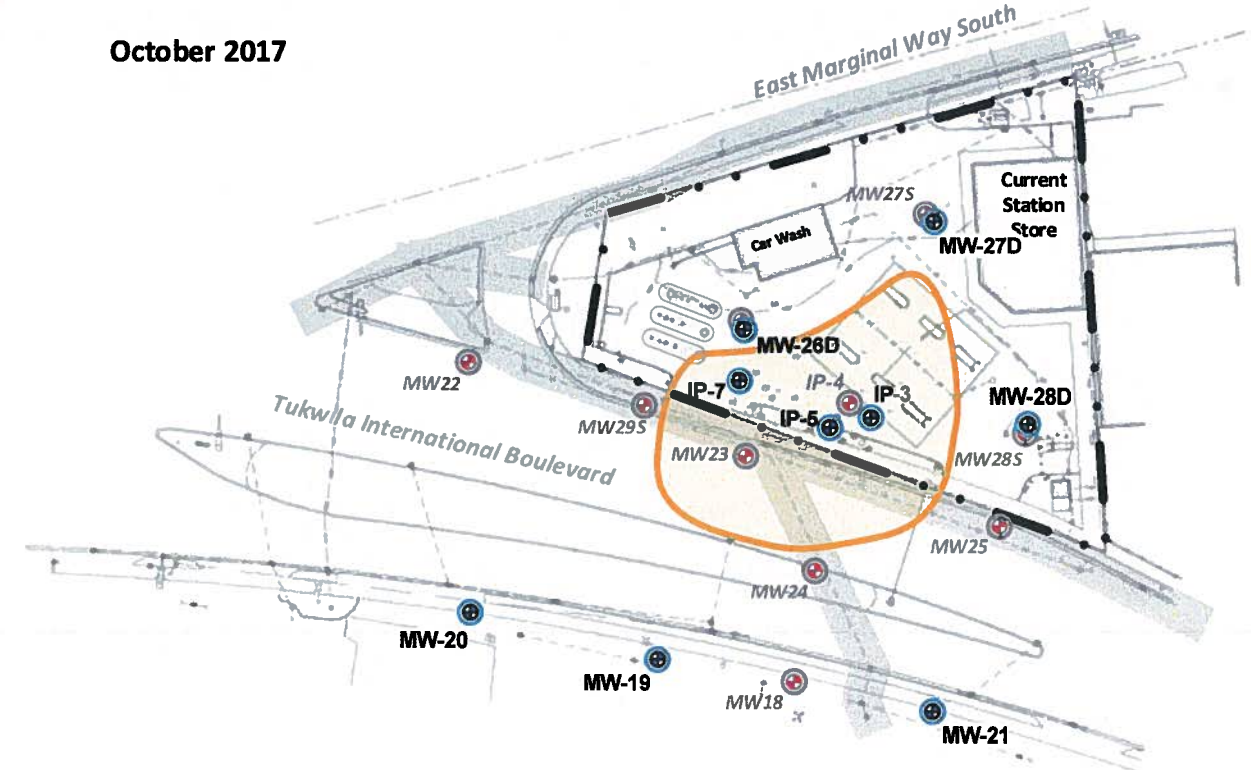 October 2017
East Marginal Way South
MW27S
Current
Station
Store
MW-27D
Car Wash
MW-26D
MW22
IP-7
IP-4
IP-3
IP-5
MW-28D
MW29S
MW23
MW28S
Tukwila International Boulevard
MW25
MW24
MW-20
MW-19
MW18
MW-21